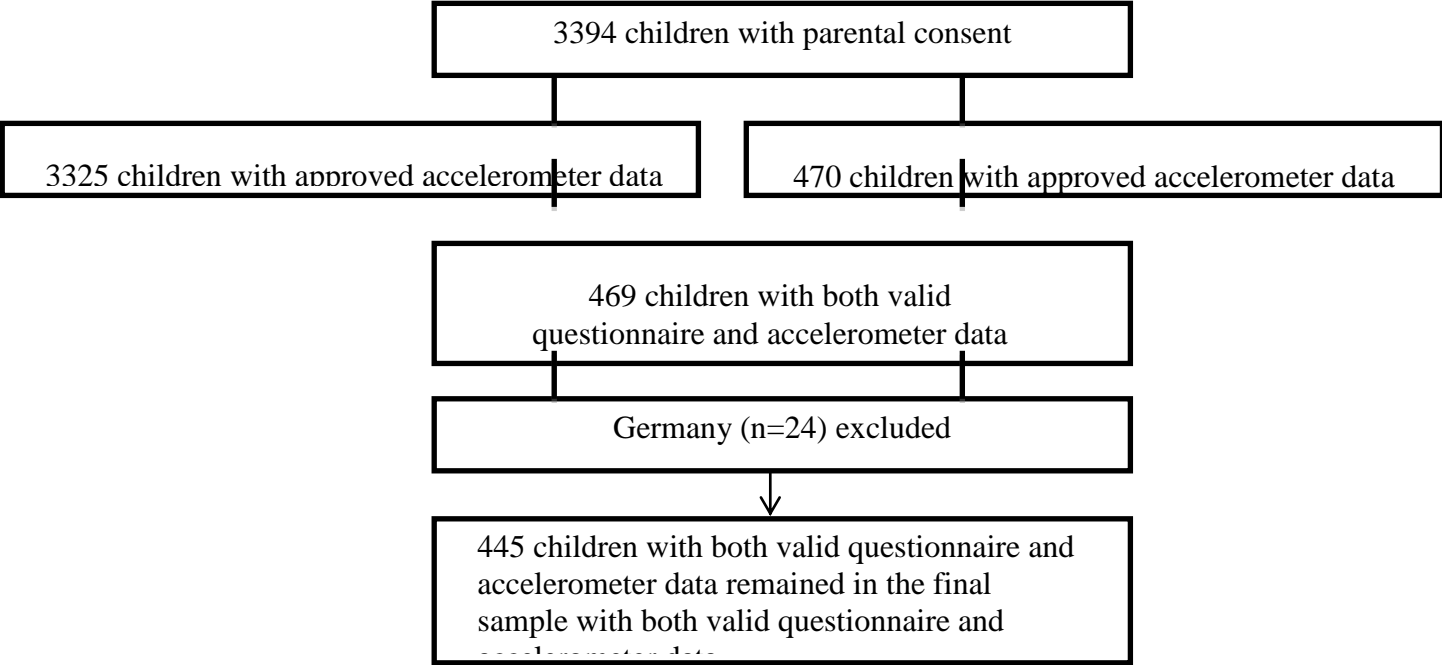 3394 children with parental consent
3325 children with approved accelerometer data
470 children with approved accelerometer data
469 children with both valid
questionnaire and accelerometer data
Germany (n=24) excluded
445 children with both valid questionnaire and
accelerometer data remained in the final
sample with both valid questionnaire and
accelerometer data